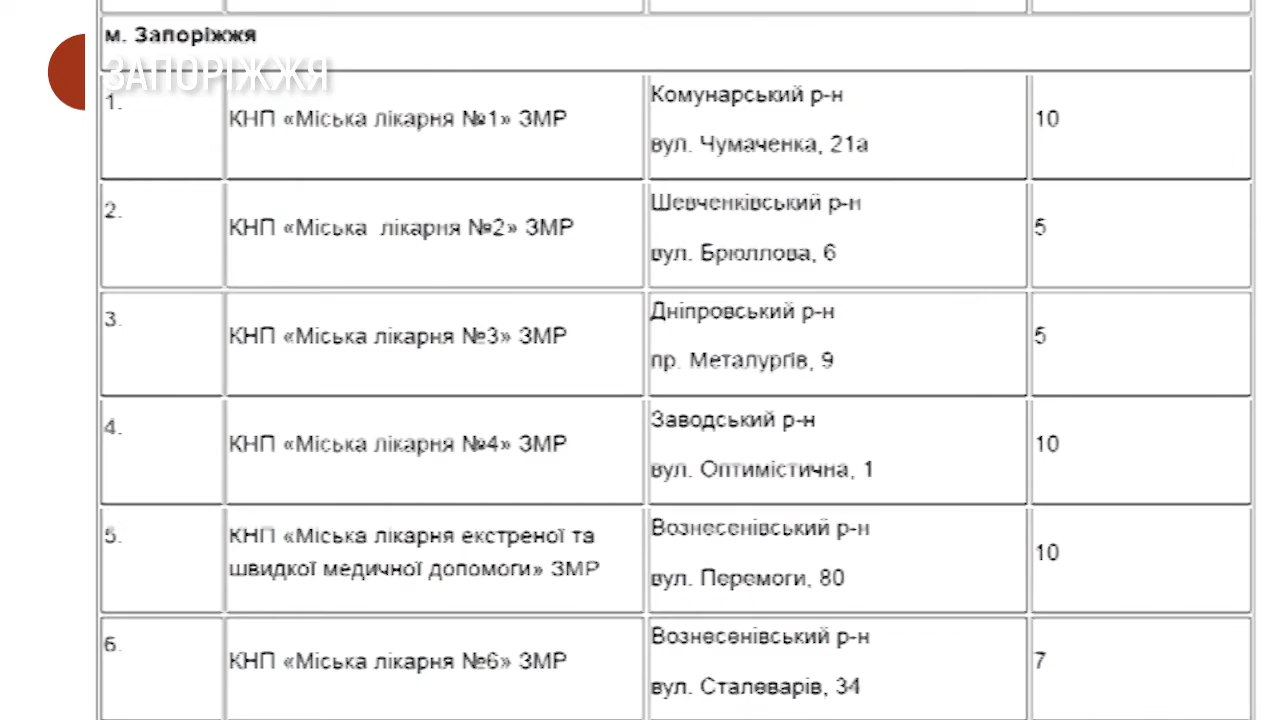 м. Запоріжжя
ЗАПОРІЖЖЯ
1.
КНП «Міська лікарня №1» ЗМР
Комунарський р-н
вул. Чумаченка, 21а
10
2.
КНП «Міська лікарня №2» ЗМР
Шевченківський р-н
вул. Брюллова, 6
5
3.
КНП «Міська лікарня №3» ЗМР
Дніпровський р-н
пр. Металургів, 9
5
4.
КНП «Міська лікарня №4» ЗМР
Заводський р-н
вул. Оптимістична, 1
10
5.
КНП «Міська лікарня екстреної та
швидкої медичної допомоги» ЗМР
Вознесенівський р-н
вул. Перемоги, 80
10
6.
КНП «Міська лікарня №6» ЗМР
Вознесенівський р-н
вул. Сталеварів, 34
7